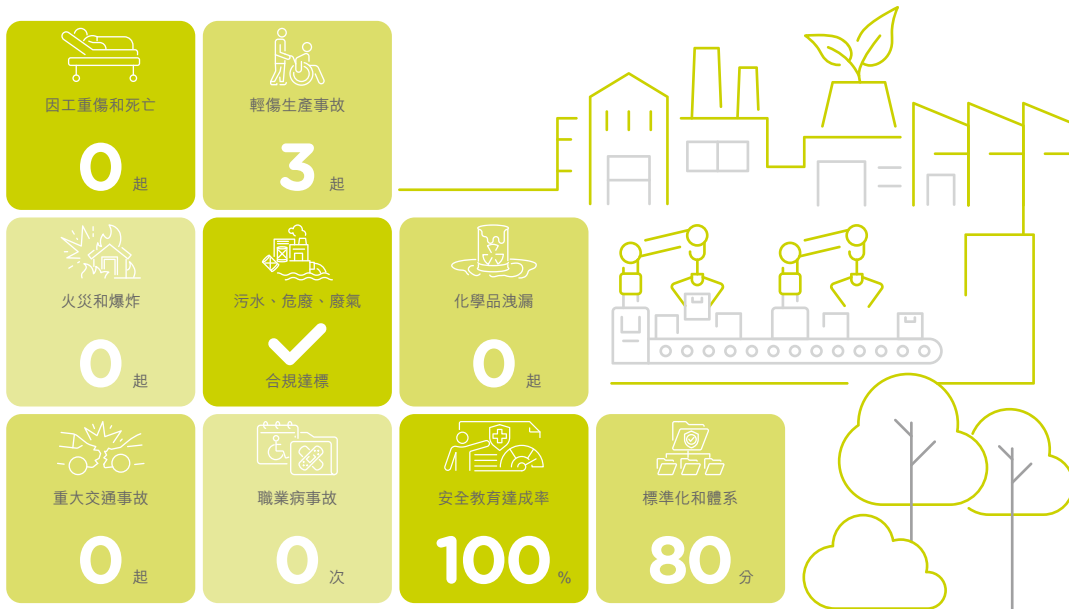 因工重傷和死亡
0 起
輕傷生產事故
3 起
火災和爆炸
0 起
污水、危廢、廢氣
合規達標
化學品洩漏
0 起
重大交通事故
0 起
職業病事故
0 次
安全教育達成率
100 %
標準化和體系
80 分